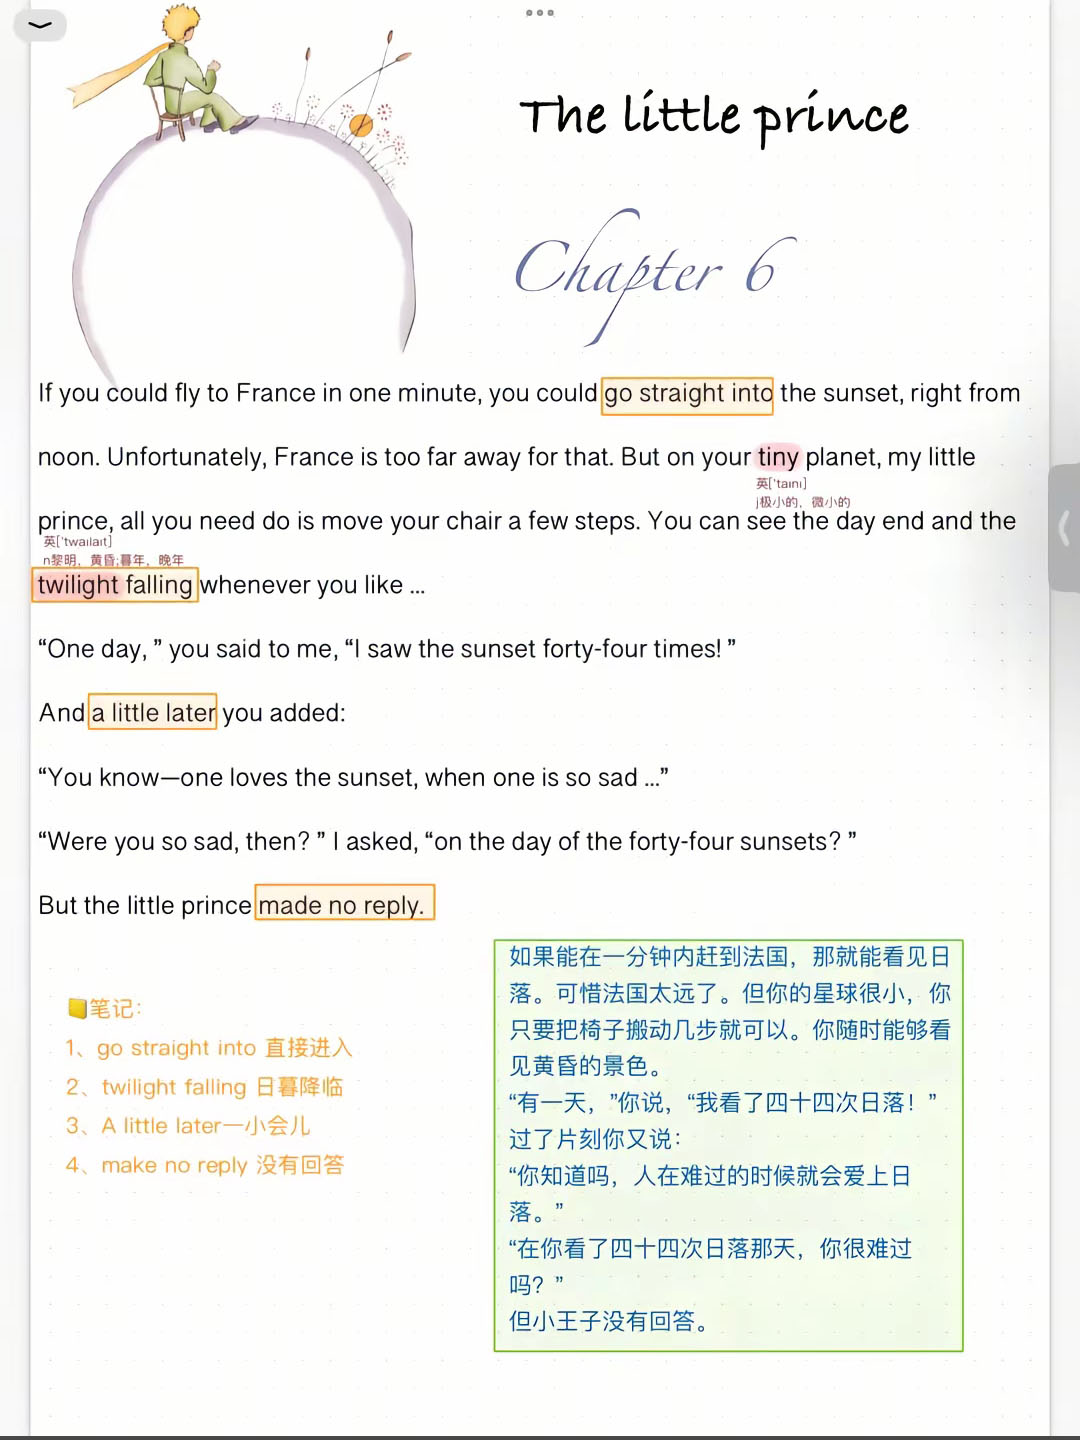 The little prince
Chapter 6
If you could fly to France in one minute, you could go straight into the sunset, right from
noon. Unfortunately, France is too far away for that. But on your tiny planet, my little
英['taɪnɪ]
j极小的，微小的
prince, all you need do is move your chair a few steps. You can see the day end and the
英['twaɪlaɪt]
n黎明，黄昏;暮年，晚年
twilight falling whenever you like ...
“One day, ” you said to me, “I saw the sunset forty-four times! ”
And a little later you added:
“You know—one loves the sunset, when one is so sad ...”
“Were you so sad, then? ” I asked, “on the day of the forty-four sunsets? ”
But the little prince made no reply.
笔记：
1、go straight into 直接进入
2、twilight falling 日暮降临
3、A little later一小会儿
4、make no reply 没有回答
如果能在一分钟内赶到法国，那就能看见日
落。可惜法国太远了。但你的星球很小，你
只要把椅子搬动几步就可以。你随时能够看
见黄昏的景色。
“有一天，”你说，“我看了四十四次日落！”
过了片刻你又说：
“你知道吗，人在难过的时候就会爱上日
落。”
“在你看了四十四次日落那天，你很难过
吗？”
但小王子没有回答。